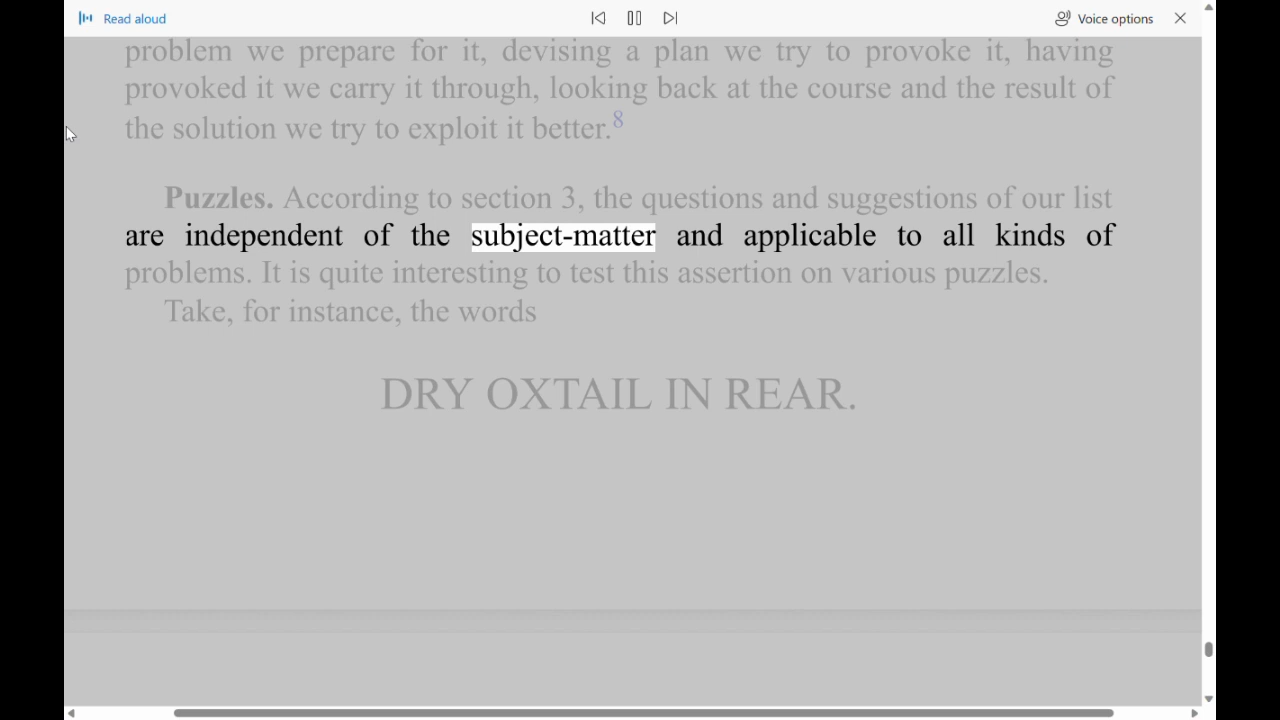 Read aloud
Voice options
problem we prepare for it, devising a plan we try to provoke it, having
provoked it we carry it through, looking back at the course and the result of
the solution we try to exploit it better.8
Puzzles. According to section 3, the questions and suggestions of our list
are independent of the subject-matter and applicable to all kinds of
problems. It is quite interesting to test this assertion on various puzzles.
Take, for instance, the words
DRY OXTAIL IN REAR.